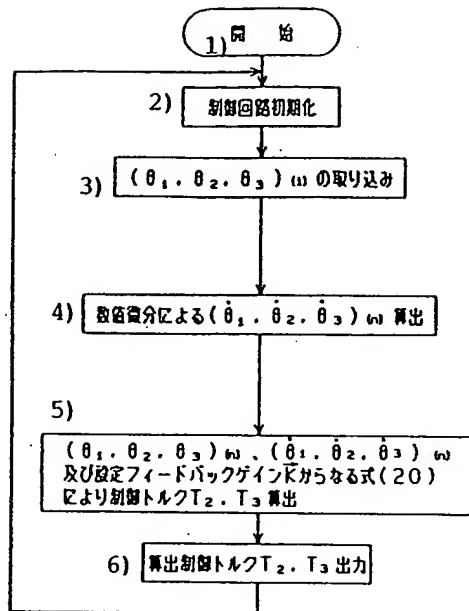 1) 開 始
2) 制御回路初期化
3) (θ₁. θ₂. θ₃)₍₁₎ の取り込み
4) 数値微分による(θ̇₁. θ̇₂. θ̇₃)₍ₙ₎ 算出
5)
(θ₁. θ₂. θ₃)₍ₙ₎、(θ̇₁. θ̇₂. θ̇₃)₍ₙ₎
及び設定フィードバックゲインK̄からなる式(20)
により制御トルクT₂. T₃ 算出
6) 算出制御トルクT₂. T₃ 出力